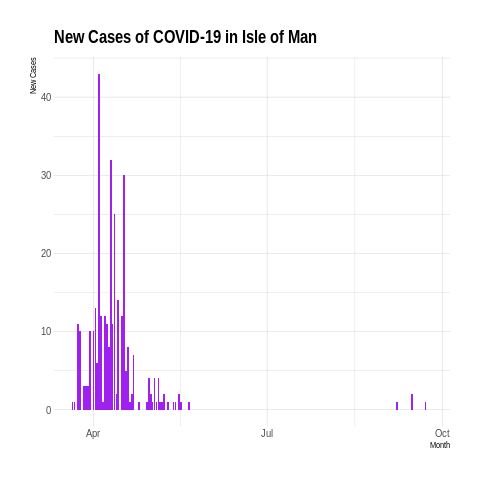 New Cases of COVID-19 in Isle of Man
New Cases
40
30
20
10
0
Apr
Jul
Oct
Month